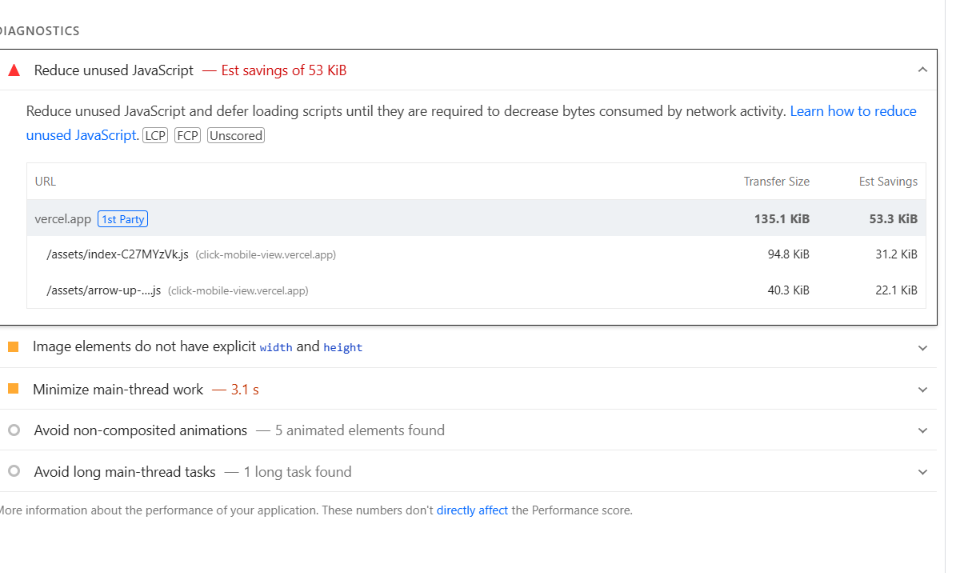 DIAGNOSTICS
Reduce unused JavaScript — Est savings of 53 KiB
Reduce unused JavaScript and defer loading scripts until they are required to decrease bytes consumed by network activity. Learn how to reduce
unused JavaScript. LCP FCP Unscored
URL Transfer Size Est Savings
vercel.app 1st Party 135.1 KiB 53.3 KiB
/assets/index-C27MYzVk.js (click-mobile-view.vercel.app) 94.8 KiB 31.2 KiB
/assets/arrow-up-....js (click-mobile-view.vercel.app) 40.3 KiB 22.1 KiB
Image elements do not have explicit width and height
Minimize main-thread work — 3.1 s
Avoid non-composited animations — 5 animated elements found
Avoid long main-thread tasks — 1 long task found
More information about the performance of your application. These numbers don't directly affect the Performance score.